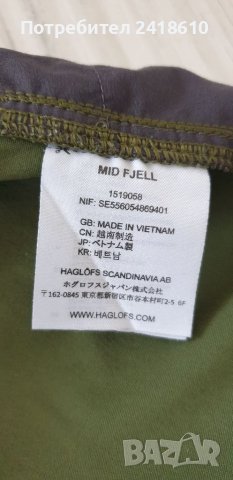 Потребител 2418610
MID FJELL
1519058
NIF: SE556054869401
GB: MADE IN VIETNAM
CN: 越南制造
JP: ベトナム製
KR: 베트남
HAGLÖFS SCANDINAVIA AB
ホグロフスジャパン株式会社
〒162-0845 東京都新宿区市谷本村町2-5 6F
WWW.HAGLOFS.COM
bazar.bg